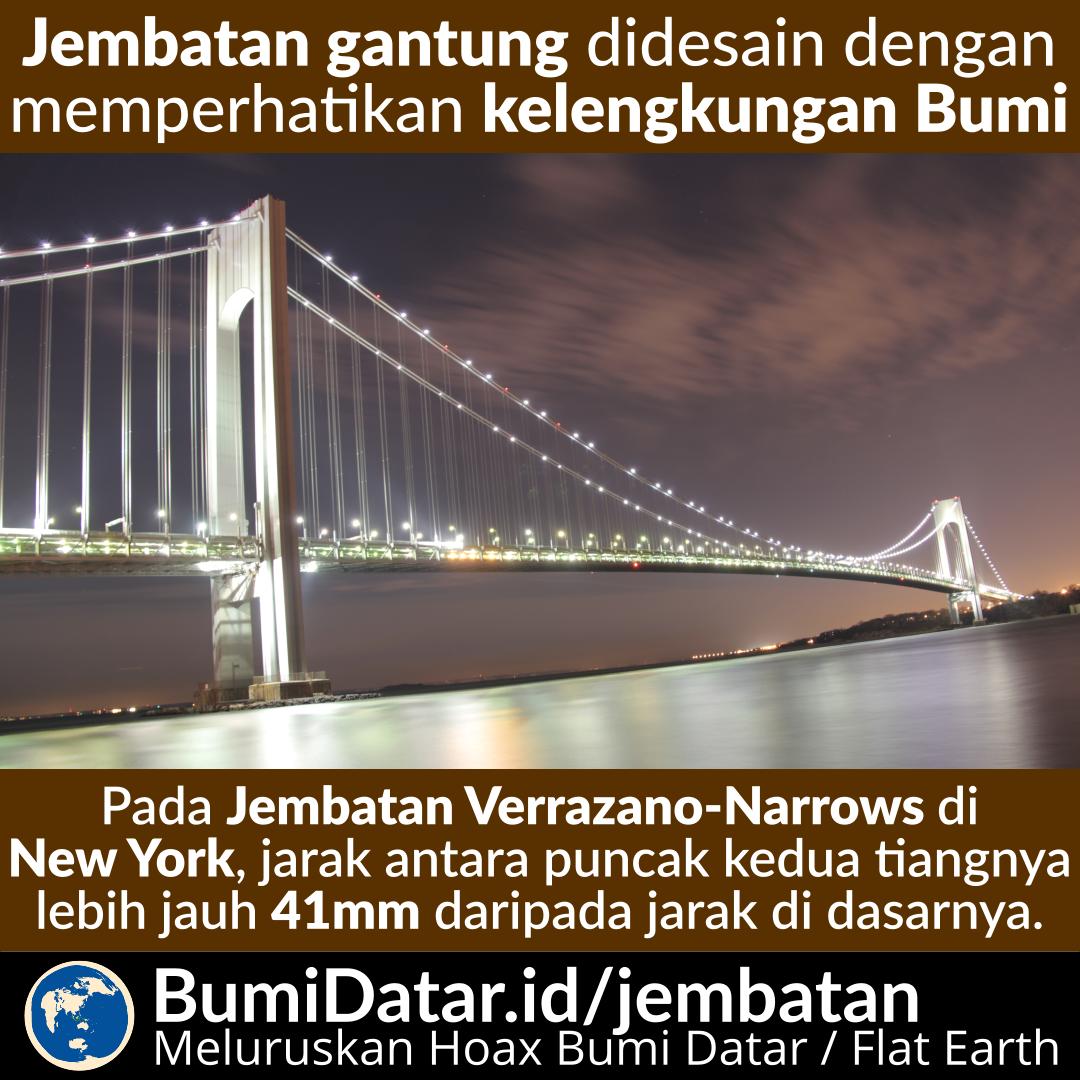 Jembatan gantung didesain dengan
memperhatikan kelengkungan Bumi
Pada Jembatan Verrazano-Narrows di
New York, jarak antara puncak kedua tiangnya
lebih jauh 41mm daripada jarak di dasarnya.
BumiDatar.id/jembatan
Meluruskan Hoax Bumi Datar / Flat Earth